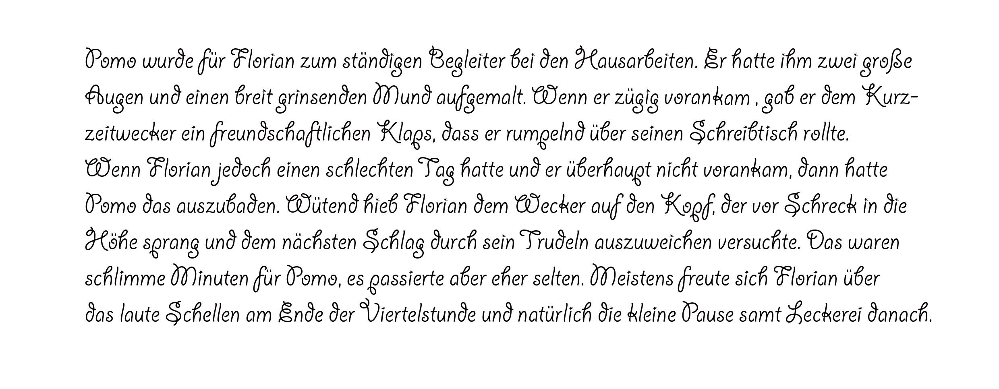 Pomo wurde für Florian zum ständigen Begleiter bei den Hausarbeiten. Er hatte ihm zwei große
Augen und einen breit grinsenden Mund aufgemalt. Wenn er zügig vorankam , gab er dem Kurz-
zeitwecker ein freundschaftlichen Klaps, dass er rumpelnd über seinen Schreibtisch rollte.
Wenn Florian jedoch einen schlechten Tag hatte und er überhaupt nicht vorankam, dann hatte
Pomo das auszubaden. Wütend hieb Florian dem Wecker auf den Kopf, der vor Schreck in die
Höhe sprang und dem nächsten Schlag durch sein Trudeln auszuweichen versuchte. Das waren
schlimme Minuten für Pomo, es passierte aber eher selten. Meistens freute sich Florian über
das laute Schellen am Ende der Viertelstunde und natürlich die kleine Pause samt Leckerei danach.